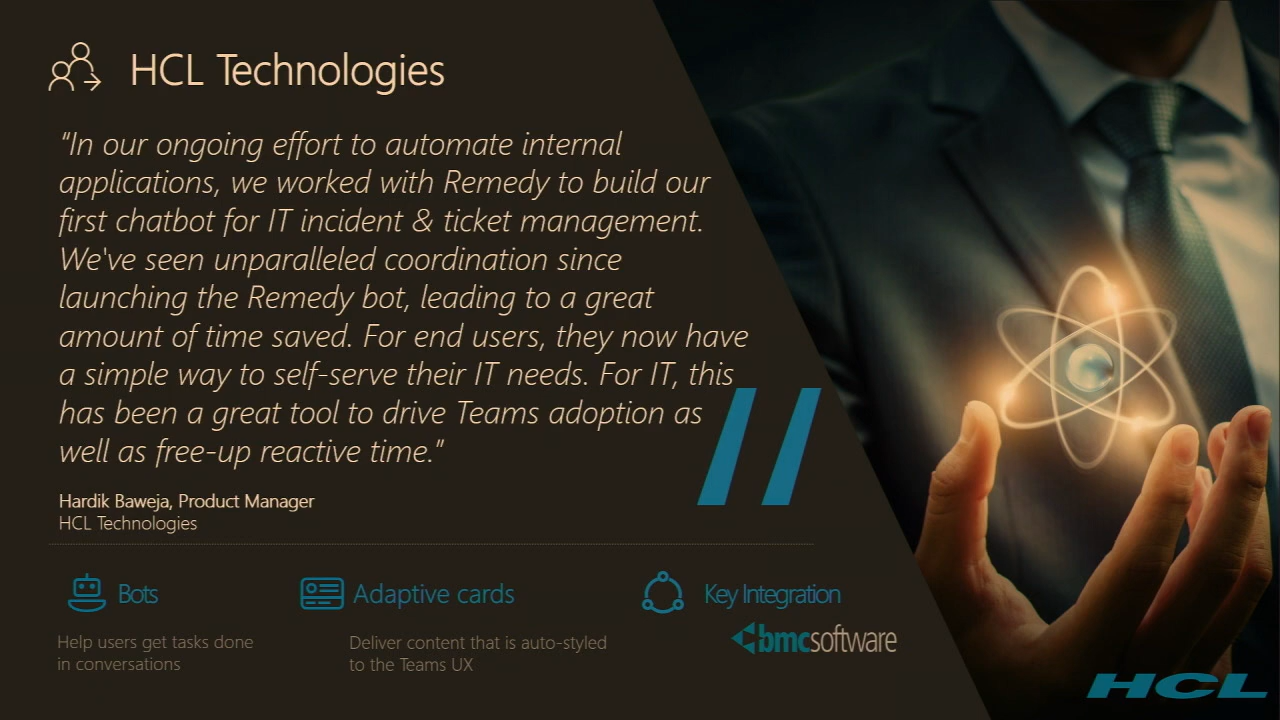 HCL Technologies
"In our ongoing effort to automate internal
applications, we worked with Remedy to build our
first chatbot for IT incident & ticket management.
We've seen unparalleled coordination since
launching the Remedy bot, leading to a great
amount of time saved. For end users, they now have
a simple way to self-serve their IT needs. For IT, this
has been a great tool to drive Teams adoption as
well as free-up reactive time."
Hardik Baweja, Product Manager
HCL Technologies
Bots
Help users get tasks done
in conversations
Adaptive cards
Deliver content that is auto-styled
to the Teams UX
Key Integration
bmcsoftware
HCL